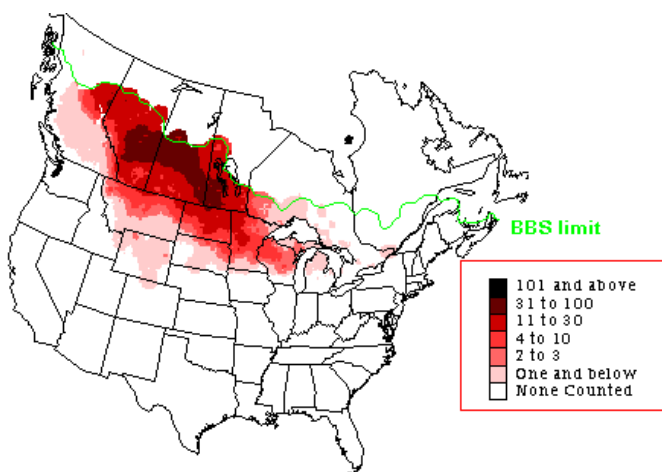 BBS limit
101 and above
31 to 100
11 to 30
4 to 10
2 to 3
One and below
None Counted